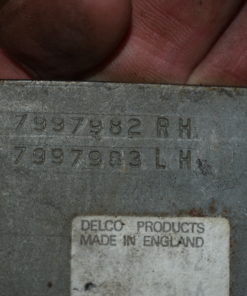 7997982 RH
7997983 LH
DELCO PRODUCTS
MADE IN ENGLAND